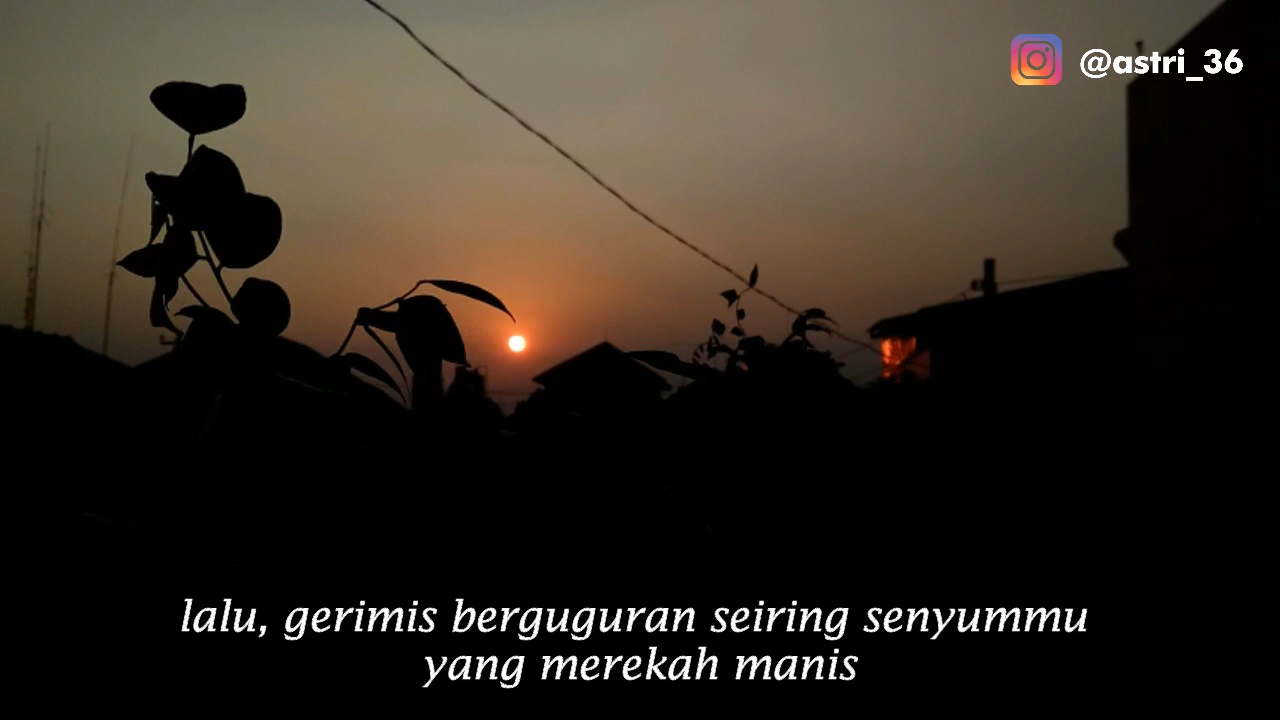 @astri_36
lalu, gerimis berguguran seiring senyummu
yang merekah manis